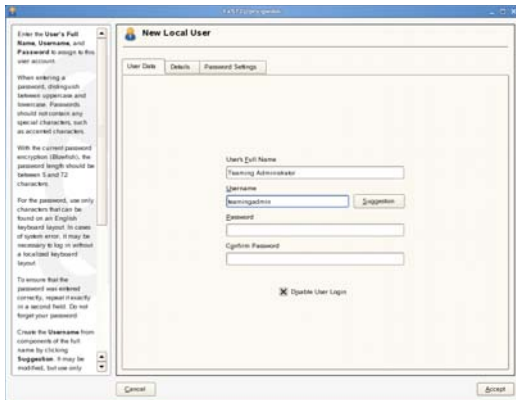 Enter the User's Full
Name, Username, and
Password to assign to this
user account.
When entering a
password, distinguish
between uppercase and
lowercase. Passwords
should not contain any
special characters, such
as accented characters.
With the current password
encryption (Blowfish), the
password length should be
between 5 and 72
characters.
For the password, use only
characters that can be
found on an English
keyboard layout. In cases
of system error, it may be
necessary to log in without
a localized keyboard
layout.
To ensure that the
password was entered
correctly, repeat it exactly
in a second field. Do not
forget your password.
Create the Username from
components of the full
name by clicking
Suggestion. It may be
modified, but use only
New Local User
User Data
Details
Password Settings
User's Full Name
Teaming Administrator
Username
teamingadmin
Suggestion
Password
Confirm Password
Disable User Login
Cancel
Accept